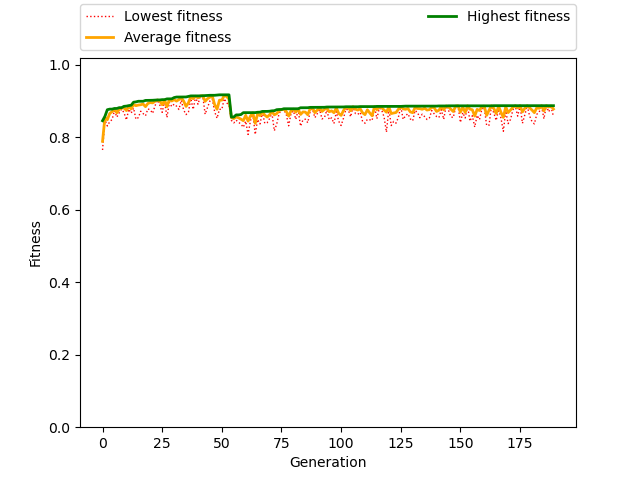 Lowest fitness
Average fitness
Highest fitness
1.0
0.8
0.6
0.4
0.2
0.0
Fitness
0 25 50 75 100 125 150 175
Generation